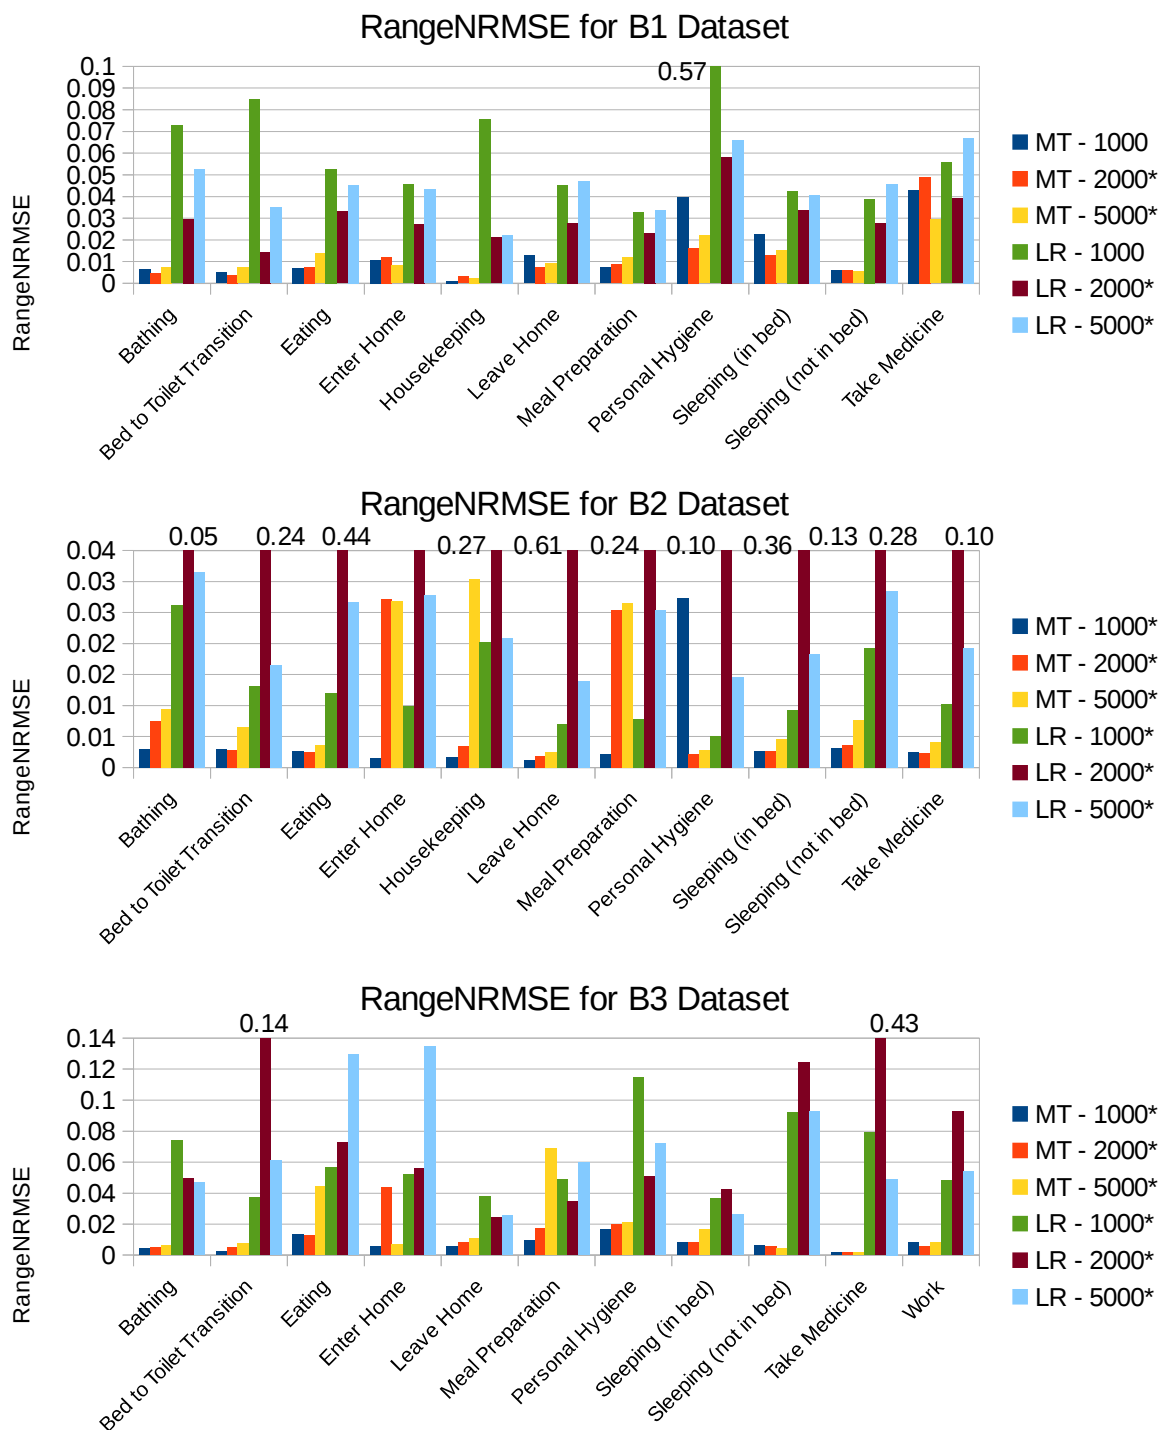 RangeNRMSE for B1 Dataset
0.57
0.1
0.09
0.08
0.07
0.06
0.05
0.04
0.03
0.02
0.01
0
RangeNRMSE
Bathing
Bed to Toilet Transition
Eating
Enter Home
Housekeeping
Leave Home
Meal Preparation
Personal Hygiene
Sleeping (in bed)
Sleeping (not in bed)
Take Medicine
MT - 1000
MT - 2000*
MT - 5000*
LR - 1000
LR - 2000*
LR - 5000*
RangeNRMSE for B2 Dataset
0.05 0.24 0.44 0.27 0.61 0.24 0.10 0.36 0.13 0.28 0.10
0.04
0.03
0.03
0.02
0.02
0.01
0.01
0
RangeNRMSE
Bathing
Bed to Toilet Transition
Eating
Enter Home
Housekeeping
Leave Home
Meal Preparation
Personal Hygiene
Sleeping (in bed)
Sleeping (not in bed)
Take Medicine
MT - 1000*
MT - 2000*
MT - 5000*
LR - 1000*
LR - 2000*
LR - 5000*
RangeNRMSE for B3 Dataset
0.14 0.43
0.14
0.12
0.1
0.08
0.06
0.04
0.02
0
RangeNRMSE
Bathing
Bed to Toilet Transition
Eating
Enter Home
Leave Home
Meal Preparation
Personal Hygiene
Sleeping (in bed)
Sleeping (not in bed)
Take Medicine
Work
MT - 1000*
MT - 2000*
MT - 5000*
LR - 1000*
LR - 2000*
LR - 5000*